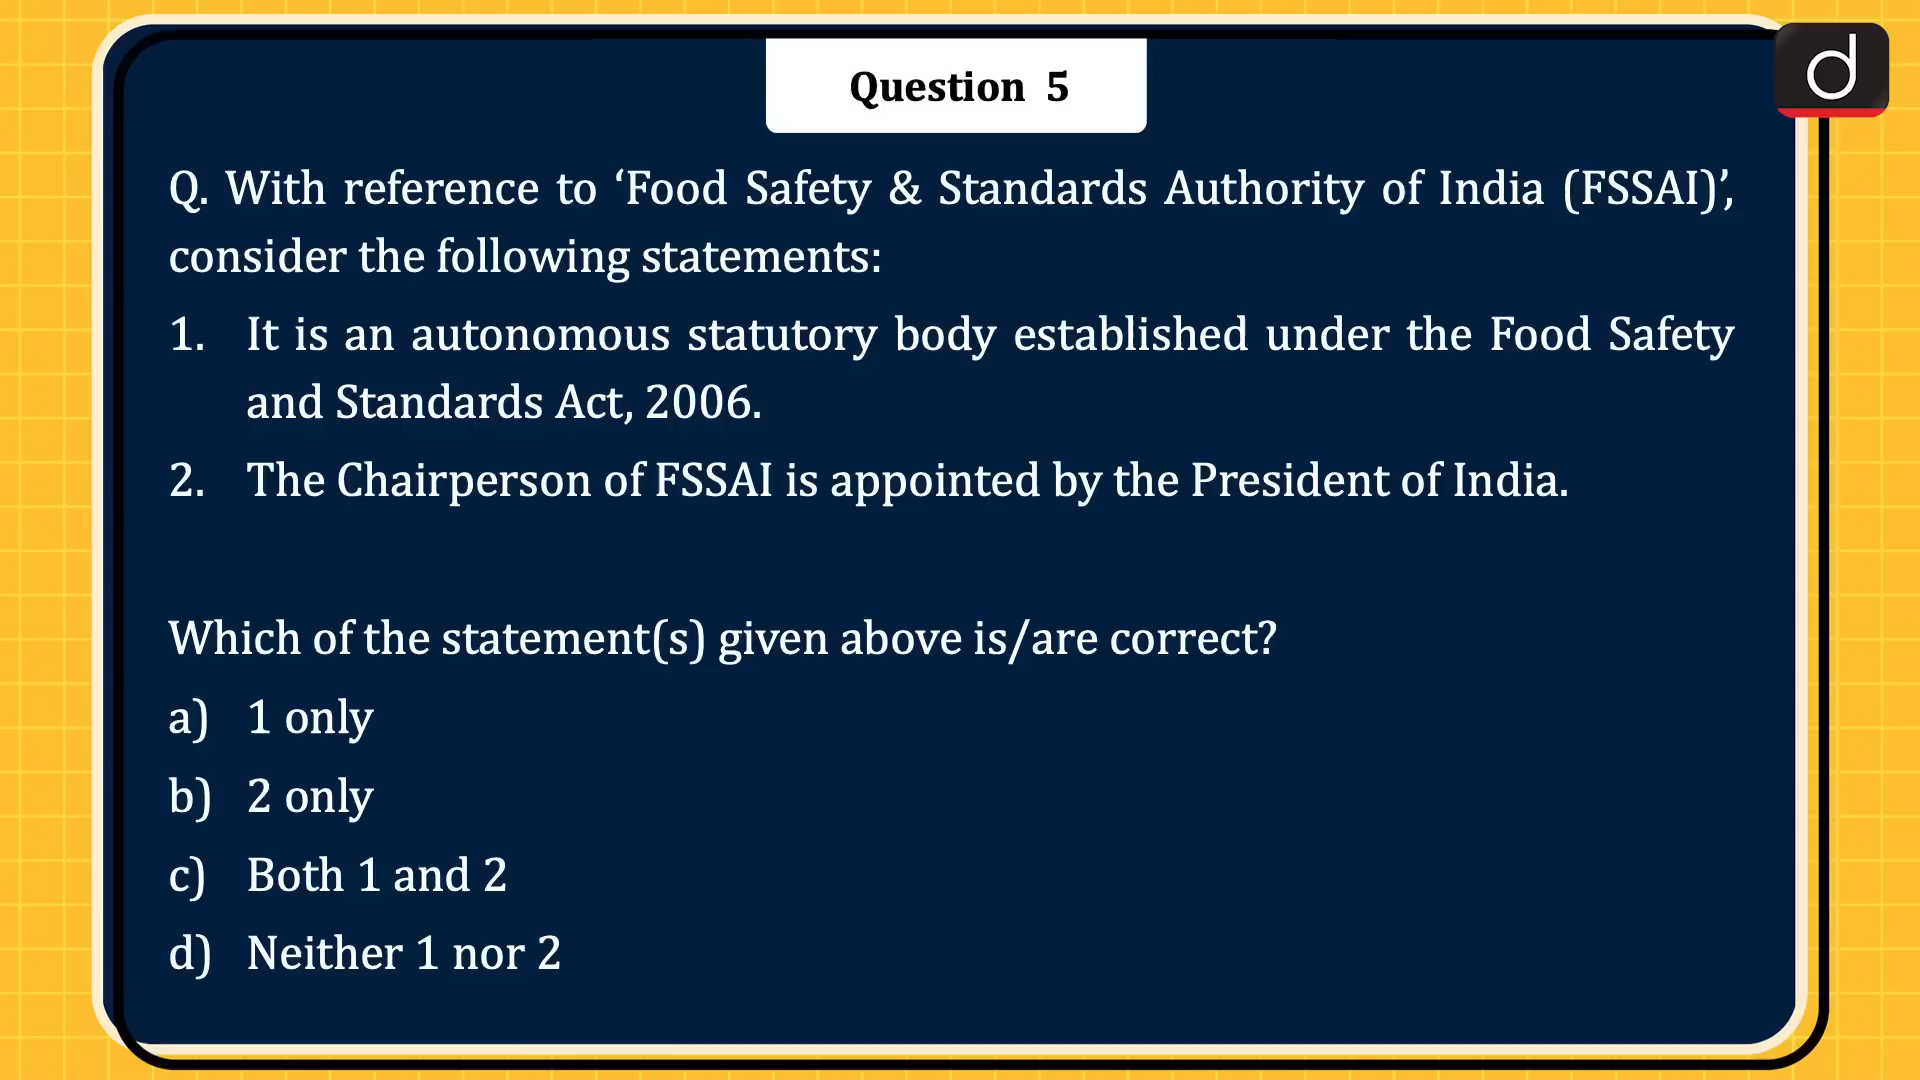 Question 5
d
Q. With reference to ‘Food Safety & Standards Authority of India (FSSAI)’,
consider the following statements:
1. It is an autonomous statutory body established under the Food Safety
and Standards Act, 2006.
2. The Chairperson of FSSAI is appointed by the President of India.
Which of the statement(s) given above is/are correct?
a) 1 only
b) 2 only
c) Both 1 and 2
d) Neither 1 nor 2